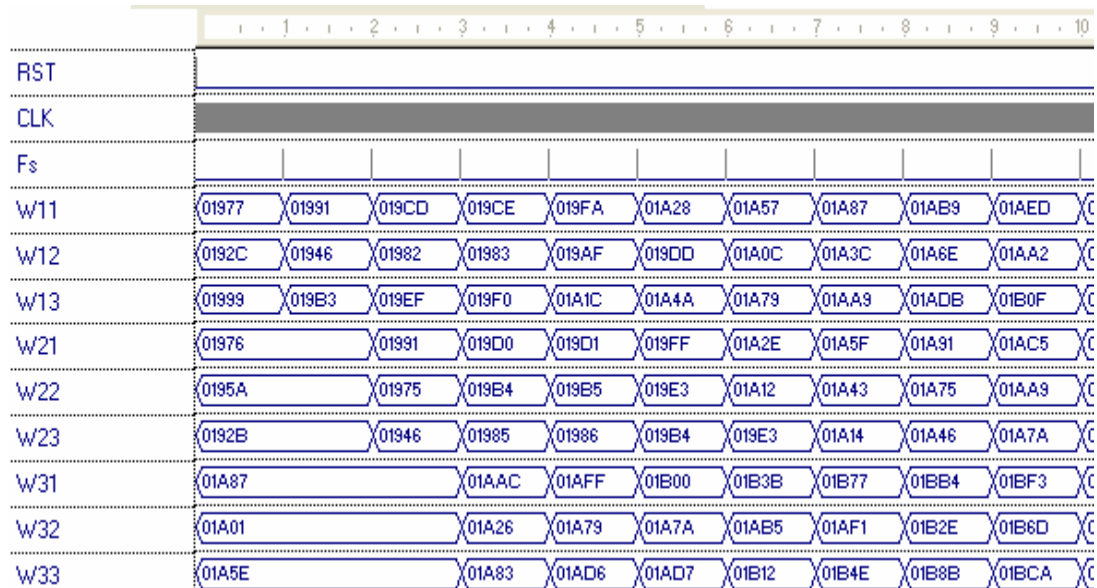 1 2 3 4 5 6 7 8 9 10
RST
CLK
Fs
W11 01977 01991 019CD 019CE 019FA 01A28 01A57 01A87 01AB9 01AED
W12 0192C 01946 01982 01983 019AF 019DD 01A0C 01A3C 01A6E 01AA2
W13 01999 019B3 019EF 019F0 01A1C 01A4A 01A79 01AA9 01ADB 01B0F
W21 01976 01991 019D0 019D1 019FF 01A2E 01A5F 01A91 01AC5
W22 0195A 01975 019B4 019B5 019E3 01A12 01A43 01A75 01AA9
W23 0192B 01946 01985 01986 019B4 019E3 01A14 01A46 01A7A
W31 01A87 01AAC 01AFF 01B00 01B3B 01B77 01BB4 01BF3
W32 01A01 01A26 01A79 01A7A 01AB5 01AF1 01B2E 01B6D
W33 01A5E 01A83 01AD6 01AD7 01B12 01B4E 01B8B 01BCA